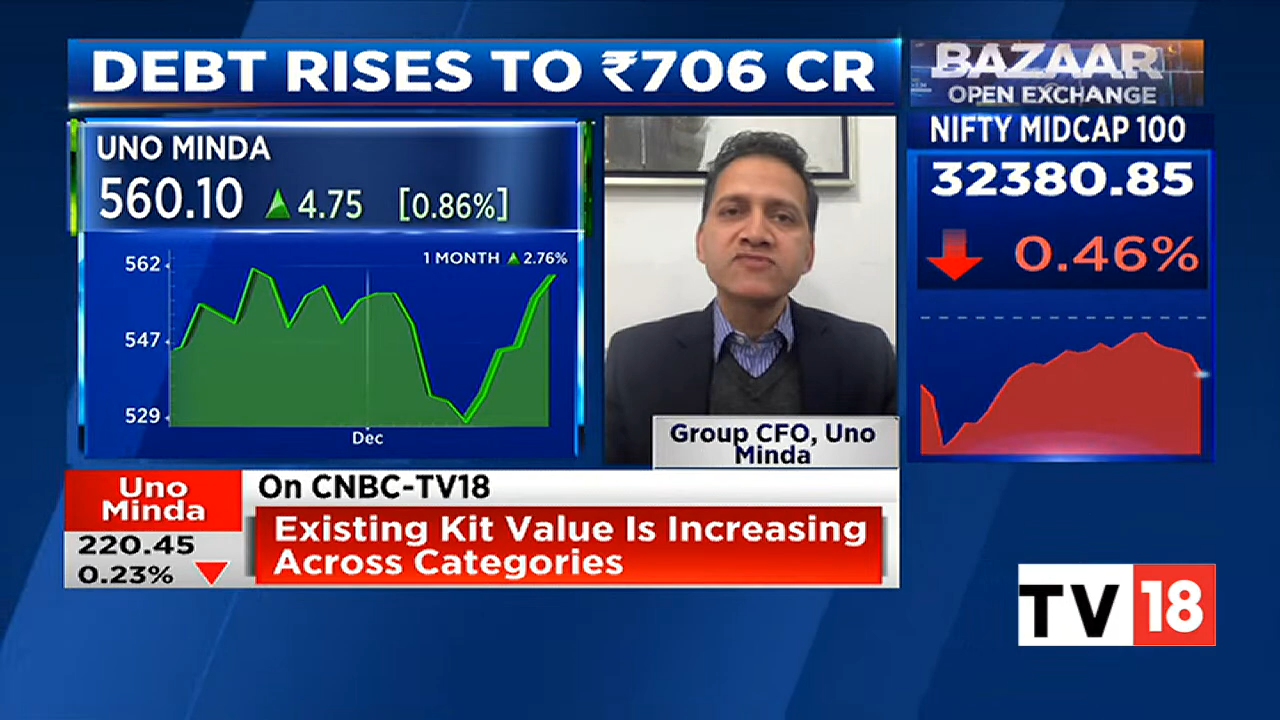 DEBT RISES TO ₹706 CR
BAZAAR
OPEN EXCHANGE
UNO MINDA
560.10 ▲ 4.75 [0.86%]
1 MONTH ▲ 2.76%
562
547
529
Dec
Group CFO, Uno
Minda
NIFTY MIDCAP 100
32380.85
0.46%
Uno
Minda
220.45
0.23% ▼
On CNBC-TV18
Existing Kit Value Is Increasing
Across Categories
TV18